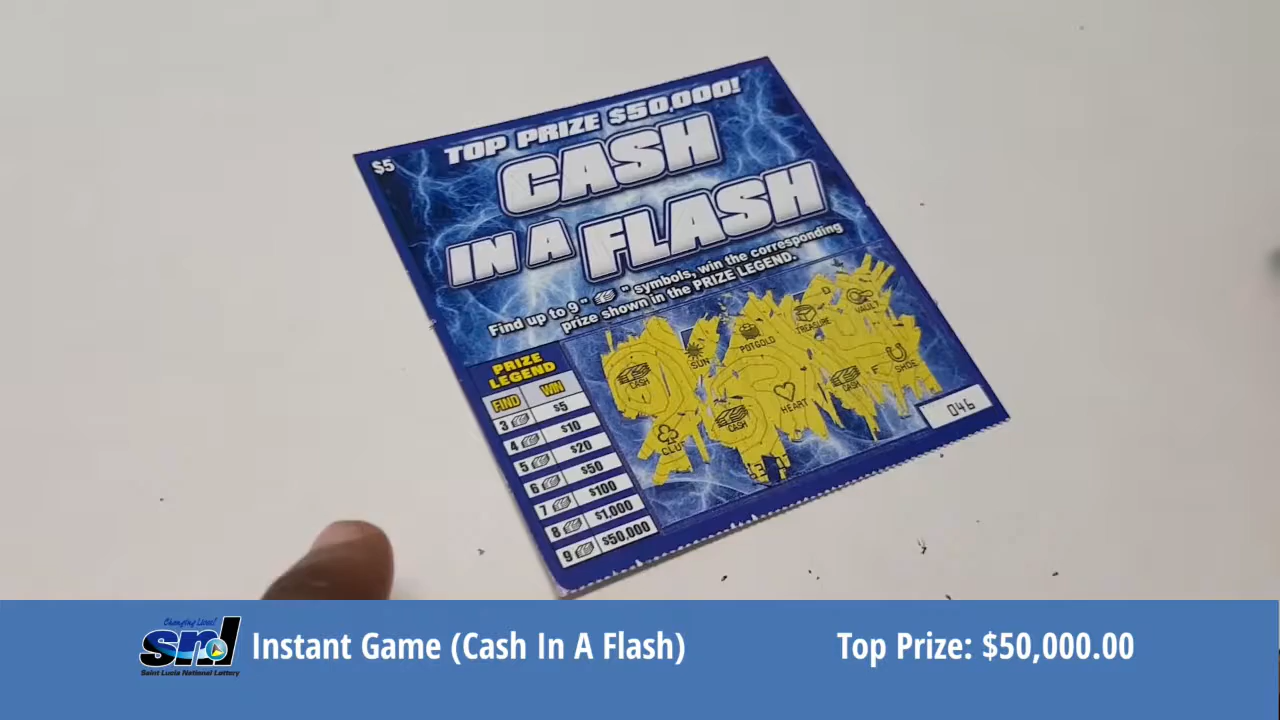 TOP PRIZE $50,000!
$5
CASH
IN A FLASH
Find up to 9 " " symbols, win the corresponding
prize shown in the PRIZE LEGEND.
PRIZE
LEGEND
FIND WIN
3 $5
4 $10
5 $20
6 $50
7 $100
8 $1,000
9 $50,000
CASH
SUN
POTGOLD
TREASURE
VAULT
CLU
CASH
HEART
CASH
SHOE
046
Changing Lives!
snl
Saint Lucia National Lottery
Instant Game (Cash In A Flash)
Top Prize: $50,000.00